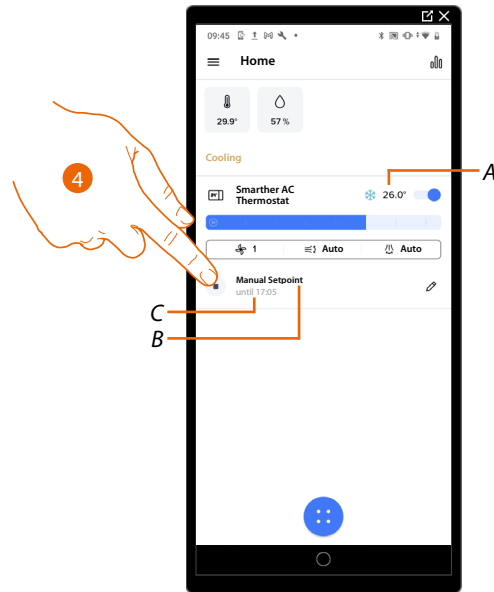 09:45
Home
29.9°
57 %
Cooling
Smarther AC
Thermostat
26.0°
A
1
Auto
Auto
4
Manual Setpoint
until 17:05
C
B